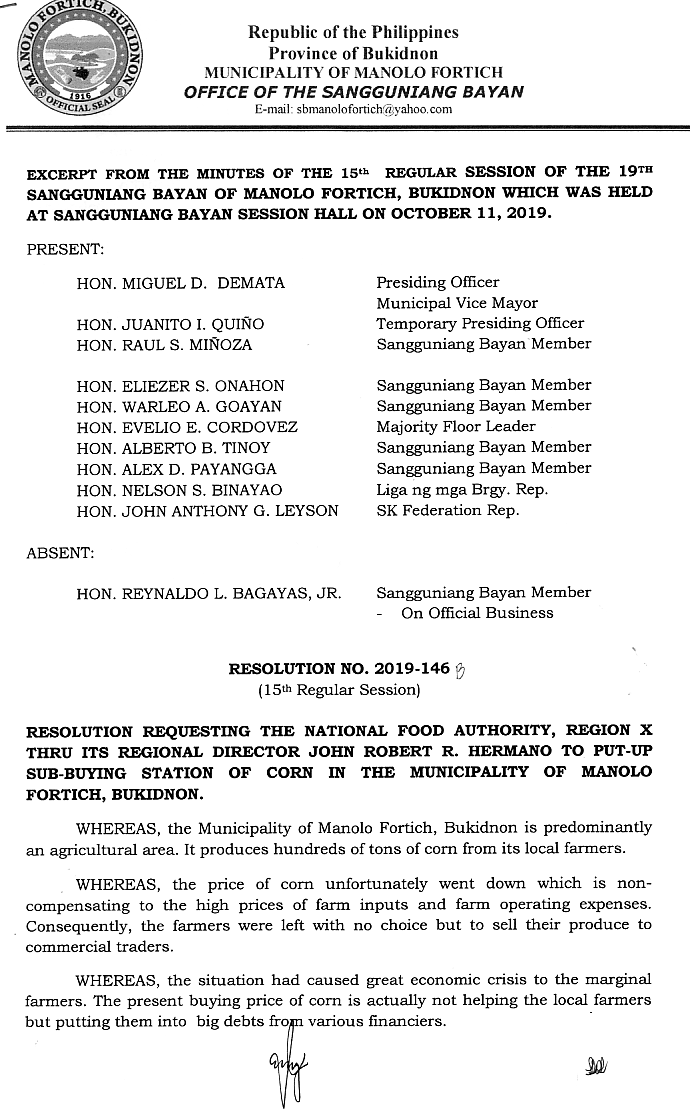 MANOLO FORTICH, BUKIDNON
1916
OFFICIAL SEAL
Republic of the Philippines
Province of Bukidnon
MUNICIPALITY OF MANOLO FORTICH
OFFICE OF THE SANGGUNIANG BAYAN
E-mail: sbmanolofortich@yahoo.com
EXCERPT FROM THE MINUTES OF THE 15th REGULAR SESSION OF THE 19TH
SANGGUNIANG BAYAN OF MANOLO FORTICH, BUKIDNON WHICH WAS HELD
AT SANGGUNIANG BAYAN SESSION HALL ON OCTOBER 11, 2019.
PRESENT:
HON. MIGUEL D. DEMATA Presiding Officer
Municipal Vice Mayor
HON. JUANITO I. QUIÑO Temporary Presiding Officer
HON. RAUL S. MIÑOZA Sangguniang Bayan Member
HON. ELIEZER S. ONAHON Sangguniang Bayan Member
HON. WARLEO A. GOAYAN Sangguniang Bayan Member
HON. EVELIO E. CORDOVEZ Majority Floor Leader
HON. ALBERTO B. TINOY Sangguniang Bayan Member
HON. ALEX D. PAYANGGA Sangguniang Bayan Member
HON. NELSON S. BINAYAO Liga ng mga Brgy. Rep.
HON. JOHN ANTHONY G. LEYSON SK Federation Rep.
ABSENT:
HON. REYNALDO L. BAGAYAS, JR. Sangguniang Bayan Member
- On Official Business
RESOLUTION NO. 2019-146 B
(15th Regular Session)
RESOLUTION REQUESTING THE NATIONAL FOOD AUTHORITY, REGION X
THRU ITS REGIONAL DIRECTOR JOHN ROBERT R. HERMANO TO PUT-UP
SUB-BUYING STATION OF CORN IN THE MUNICIPALITY OF MANOLO
FORTICH, BUKIDNON.
WHEREAS, the Municipality of Manolo Fortich, Bukidnon is predominantly
an agricultural area. It produces hundreds of tons of corn from its local farmers.
WHEREAS, the price of corn unfortunately went down which is non-
compensating to the high prices of farm inputs and farm operating expenses.
Consequently, the farmers were left with no choice but to sell their produce to
commercial traders.
WHEREAS, the situation had caused great economic crisis to the marginal
farmers. The present buying price of corn is actually not helping the local farmers
but putting them into big debts from various financiers.